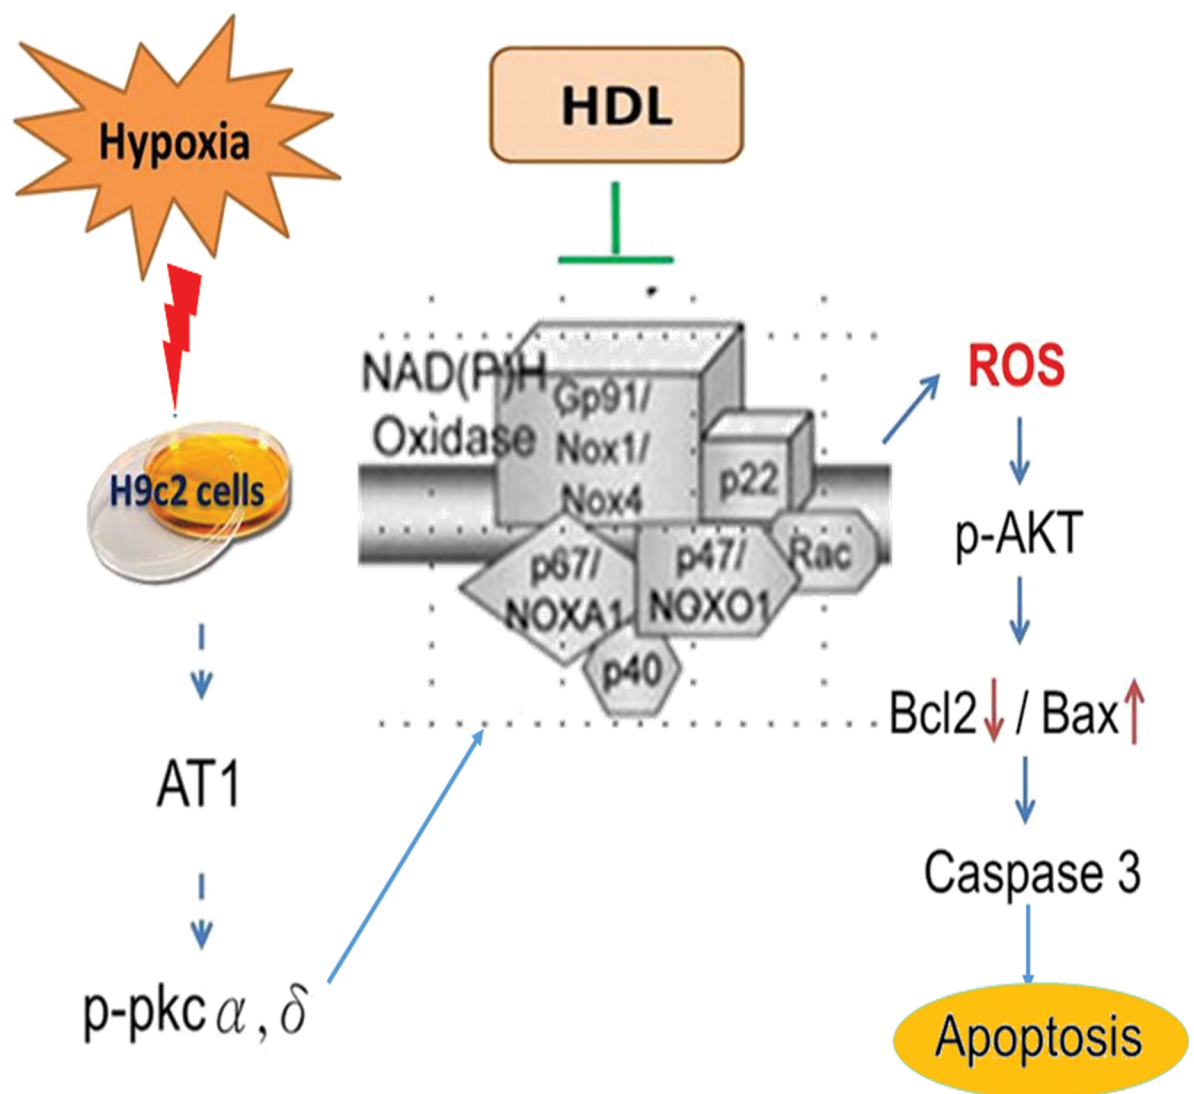 Hypoxia
HDL
H9c2 cells
AT1
p-pkc α, δ
NAD(P)H
Oxidase
Gp91/
Nox1/
Nox4
p22
p67/
NOXA1
p47/
NOXO1
Rac
p40
ROS
p-AKT
Bcl2↓ / Bax↑
Caspase 3
Apoptosis